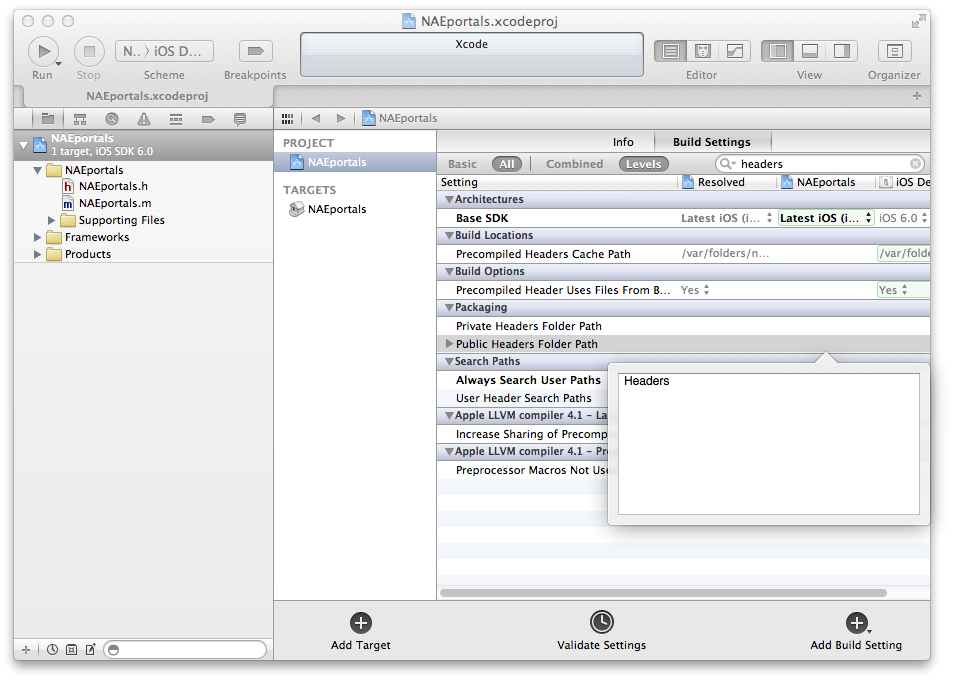 NAEportals.xcodeproj
N.. › iOS D...
Xcode
Run Stop Scheme Breakpoints Editor View Organizer
NAEportals.xcodeproj
NAEportals
NAEportals
1 target, iOS SDK 6.0
NAEportals
NAEportals.h
NAEportals.m
Supporting Files
Frameworks
Products
PROJECT
NAEportals
TARGETS
NAEportals
Info Build Settings
Basic All Combined Levels headers
Setting Resolved NAEportals iOS De
Architectures
Base SDK Latest iOS (i... Latest iOS (i... iOS 6.0
Build Locations
Precompiled Headers Cache Path /var/folders/n... /var/folde
Build Options
Precompiled Header Uses Files From B... Yes Yes
Packaging
Private Headers Folder Path
Public Headers Folder Path
Search Paths
Always Search User Paths
User Header Search Paths
Apple LLVM compiler 4.1 – La
Increase Sharing of Precomp
Apple LLVM compiler 4.1 – Pr
Preprocessor Macros Not Use
Headers
Add Target Validate Settings Add Build Setting